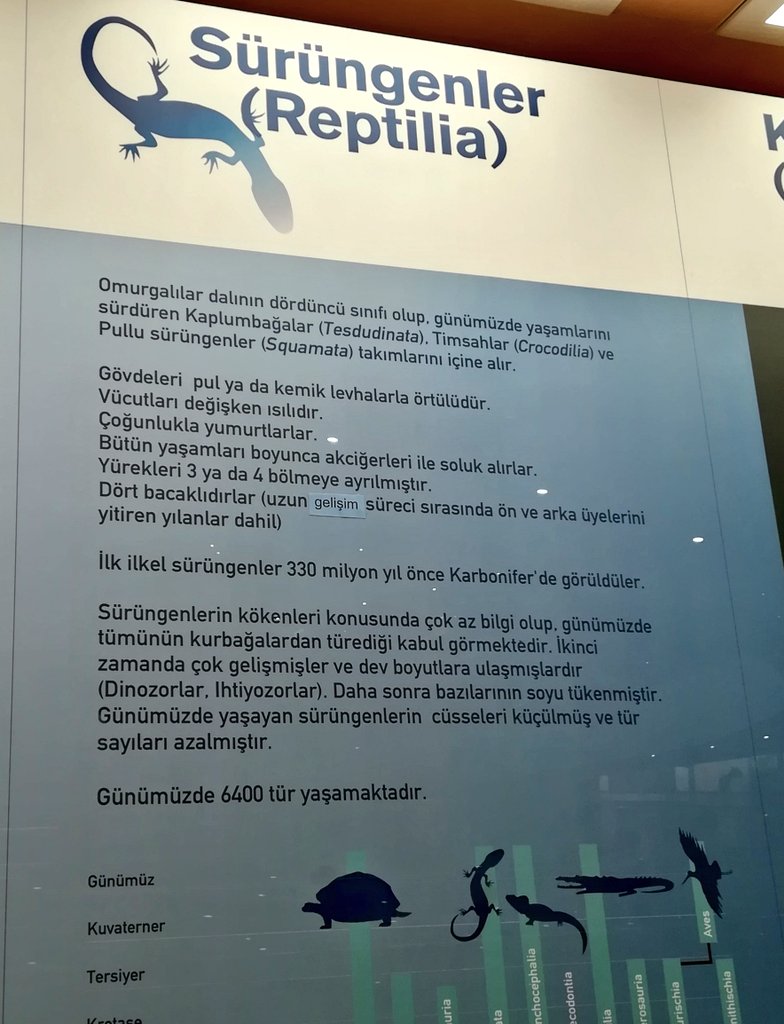 Sürüngenler
(Reptilia)
Omurgalılar dalının dördüncü sınıfı olup, günümüzde yaşamlarını
sürdüren Kaplumbağalar (Tesdudinata), Timsahlar (Crocodilia) ve
Pullu sürüngenler (Squamata) takımlarını içine alır.
Gövdeleri pul ya da kemik levhalarla örtülüdür.
Vücutları değişken ısılıdır.
Çoğunlukla yumurtlarlar.
Bütün yaşamları boyunca akciğerleri ile soluk alırlar.
Yürekleri 3 ya da 4 bölmeye ayrılmıştır.
Dört bacaklıdırlar (uzun gelişim süreci sırasında ön ve arka üyelerini
yitiren yılanlar dahil)
İlk ilkel sürüngenler 330 milyon yıl önce Karbonifer'de görüldüler.
Sürüngenlerin kökenleri konusunda çok az bilgi olup, günümüzde
tümünün kurbağalardan türediği kabul görmektedir. İkinci
zamanda çok gelişmişler ve dev boyutlara ulaşmışlardır
(Dinozorlar, Ihtiyozorlar). Daha sonra bazılarının soyu tükenmiştir.
Günümüzde yaşayan sürüngenlerin cüsseleri küçülmüş ve tür
sayıları azalmıştır.
Günümüzde 6400 tür yaşamaktadır.
Günümüz
Kuvaterner
Tersiyer
Kretase
Aves